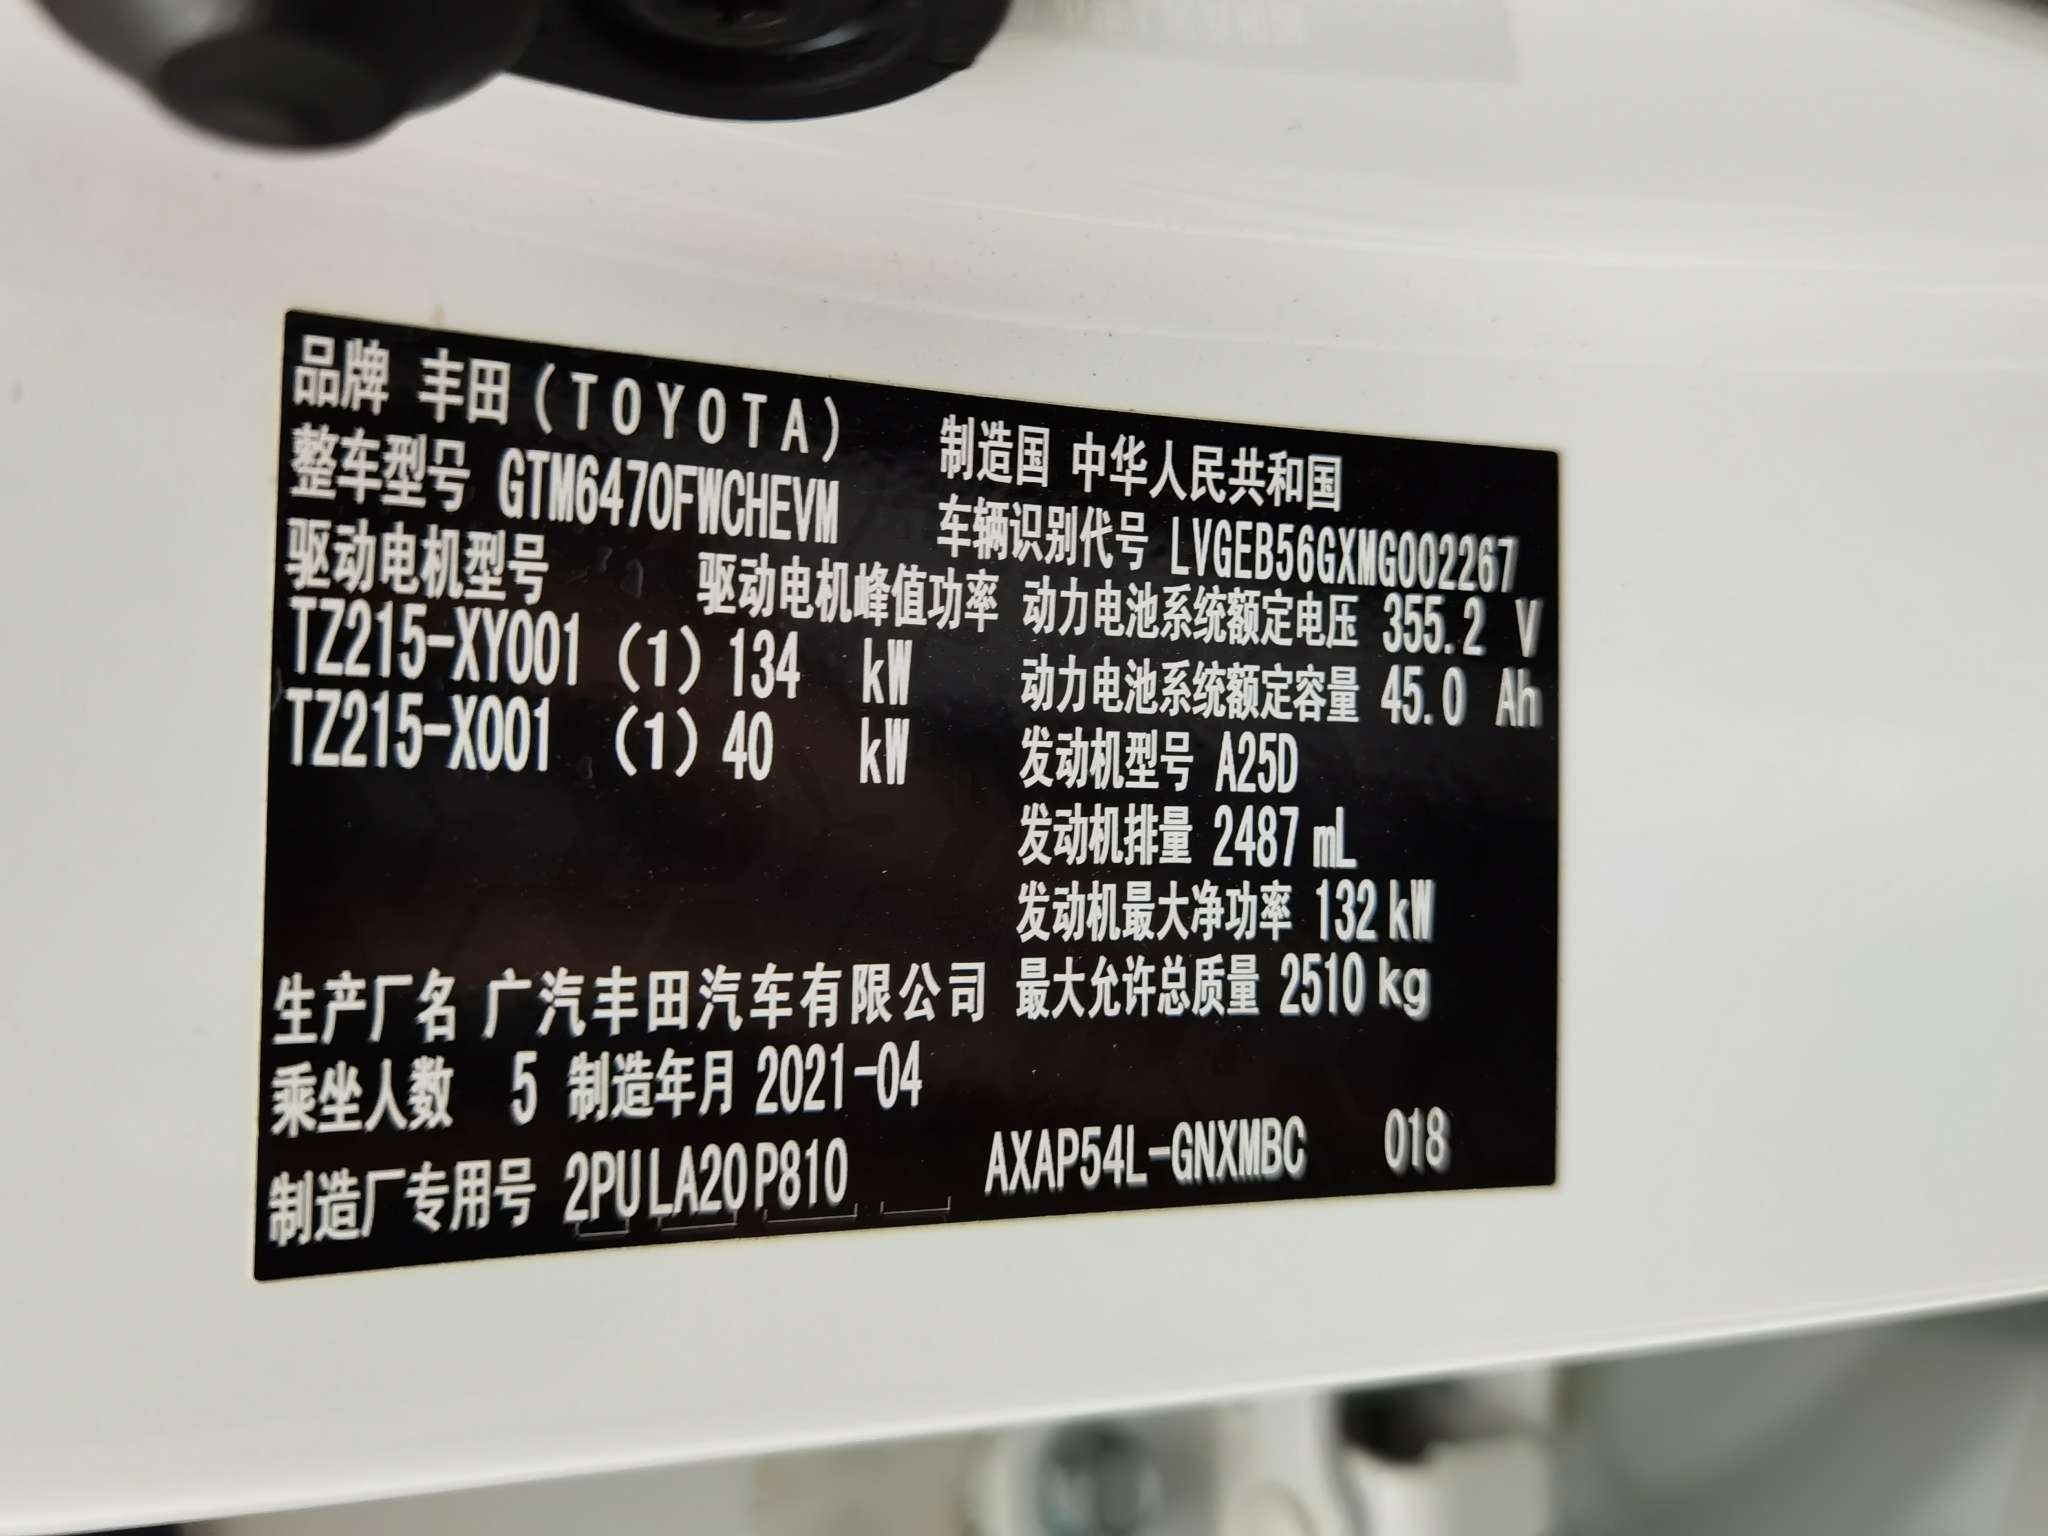 品牌 丰田(TOYOTA)
制造国 中华人民共和国
整车型号 GTM6470FWCHEVM
车辆识别代号 LVGEB56GXMG002267
驱动电机型号 驱动电机峰值功率
动力电池系统额定电压 355.2 V
TZ215-XY001 (1) 134 kW
动力电池系统额定容量 45.0 Ah
TZ215-X001 (1) 40 kW
发动机型号 A25D
发动机排量 2487 mL
发动机最大净功率 132 kW
生产厂名 广汽丰田汽车有限公司
最大允许总质量 2510 kg
乘坐人数 5 制造年月 2021-04
制造厂专用号 2PU LA20 P810 AXAP54L-GNXMBC 018